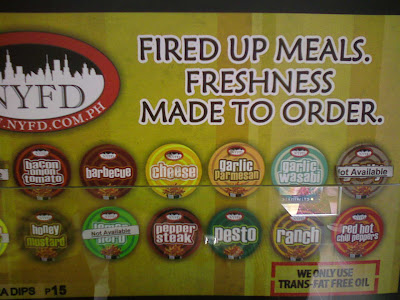 FIRED UP MEALS.
FRESHNESS
MADE TO ORDER.
NYFD
.NYFD.COM.PH
bacon
onion
tomato
barbecue
cheese
garlic
parmesan
garlic
wasabi
Not Available
honey
mustard
Not Available
pepper
steak
pesto
ranch
red hot
chili peppers
A DIPS P15
WE ONLY USE
TRANS-FAT FREE OIL